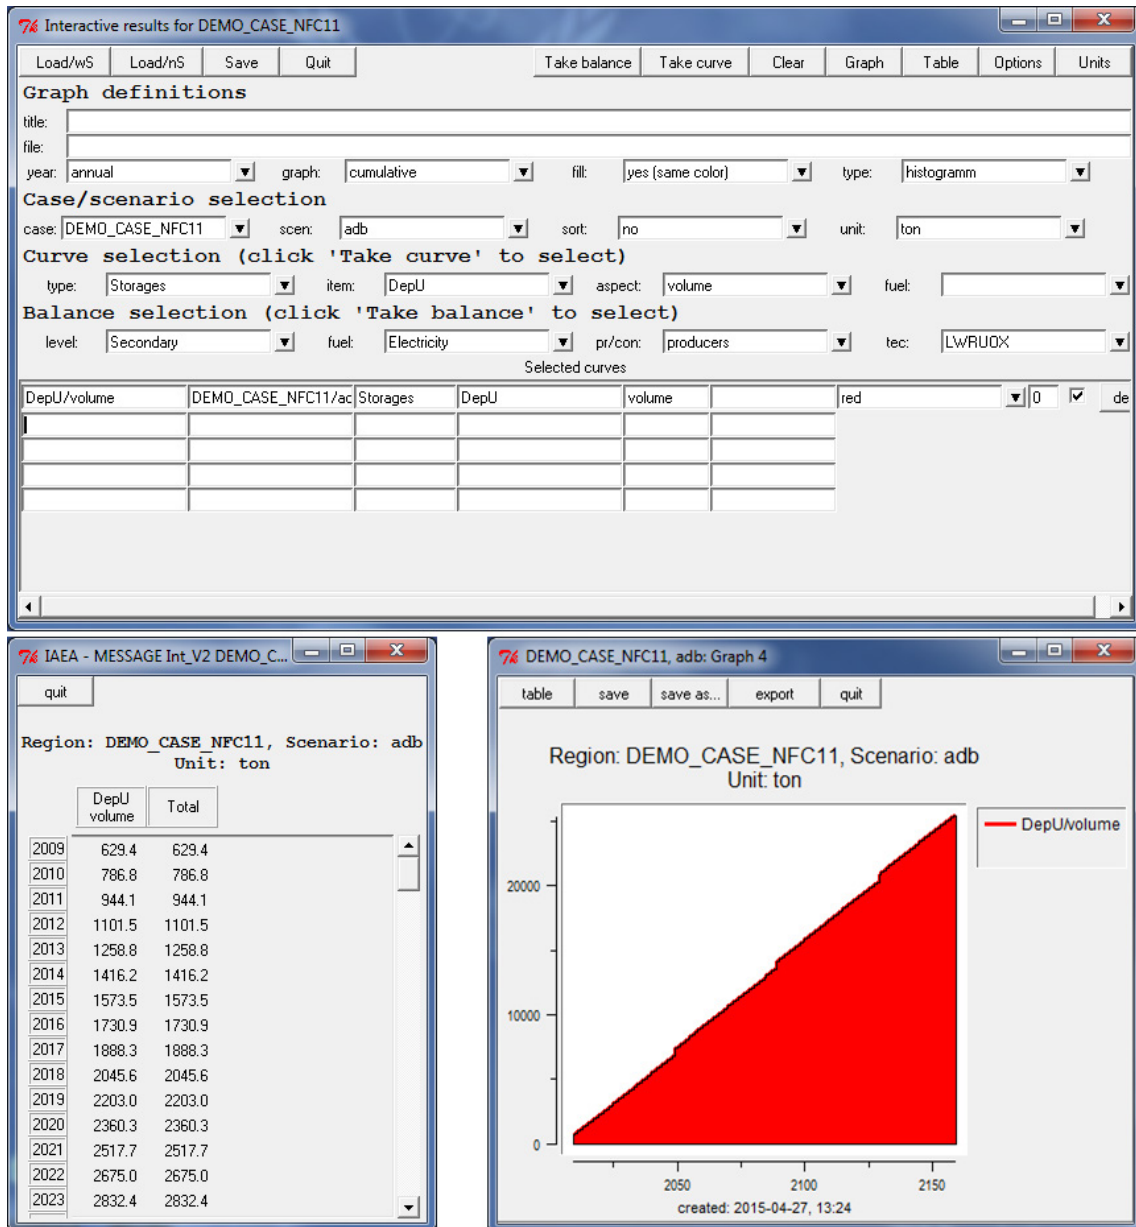 Interactive results for DEMO_CASE_NFC11
Load/wS Load/nS Save Quit Take balance Take curve Clear Graph Table Options Units
Graph definitions
title:
file:
year: annual graph: cumulative fill: yes (same color) type: histogramm
Case/scenario selection
case: DEMO_CASE_NFC11 scen: adb sort: no unit: ton
Curve selection (click 'Take curve' to select)
type: Storages item: DepU aspect: volume fuel:
Balance selection (click 'Take balance' to select)
level: Secondary fuel: Electricity pr/con: producers tec: LWRUOX
Selected curves
DepU/volume DEMO_CASE_NFC11/ac Storages DepU volume red 0 de
IAEA - MESSAGE Int_V2 DEMO_C...
quit
Region: DEMO_CASE_NFC11, Scenario: adb
Unit: ton
DepU volume Total
2009 629.4 629.4
2010 786.8 786.8
2011 944.1 944.1
2012 1101.5 1101.5
2013 1258.8 1258.8
2014 1416.2 1416.2
2015 1573.5 1573.5
2016 1730.9 1730.9
2017 1888.3 1888.3
2018 2045.6 2045.6
2019 2203.0 2203.0
2020 2360.3 2360.3
2021 2517.7 2517.7
2022 2675.0 2675.0
2023 2832.4 2832.4
DEMO_CASE_NFC11, adb: Graph 4
table save save as... export quit
Region: DEMO_CASE_NFC11, Scenario: adb
Unit: ton
DepU/volume
20000
10000
0
2050 2100 2150
created: 2015-04-27, 13:24